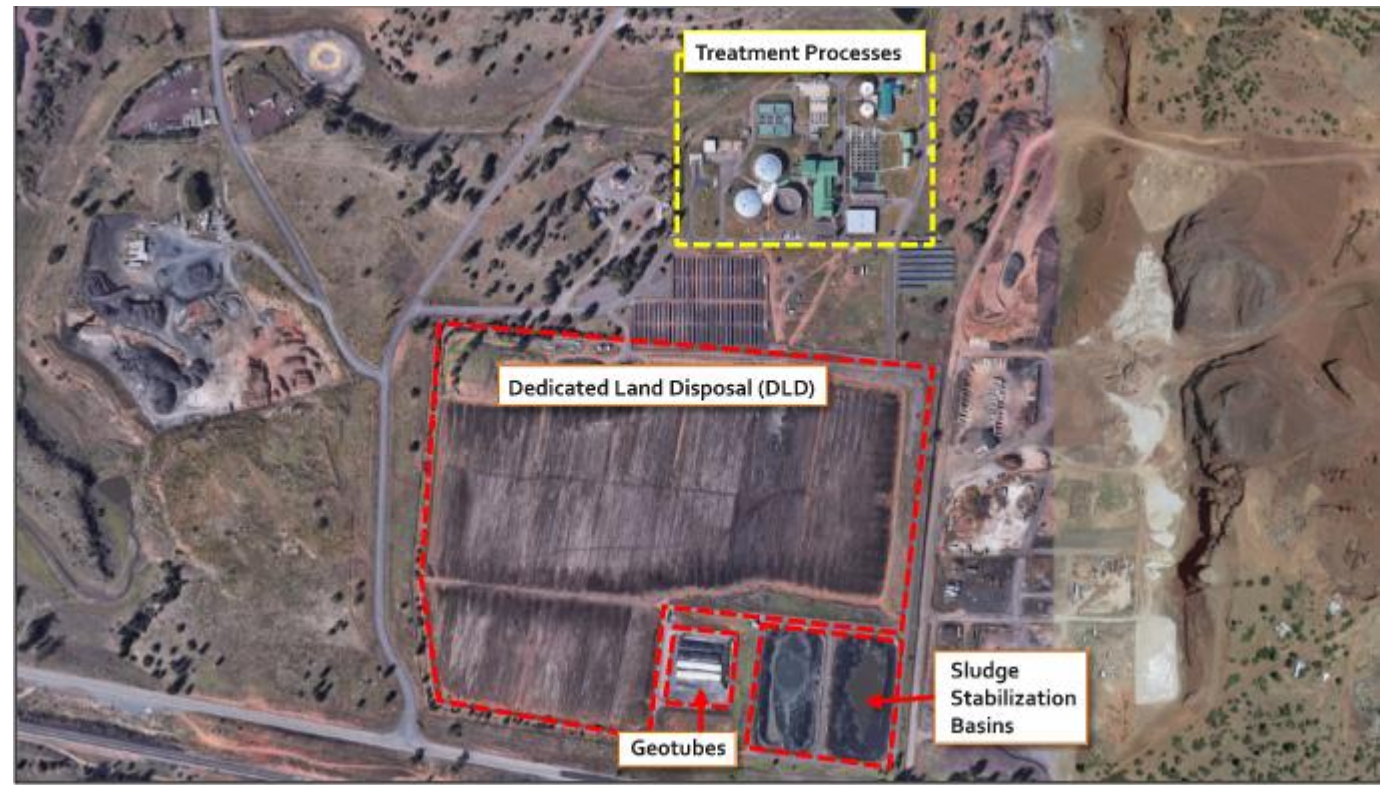 Treatment Processes
Dedicated Land Disposal (DLD)
Sludge
Stabilization
Basins
Geotubes